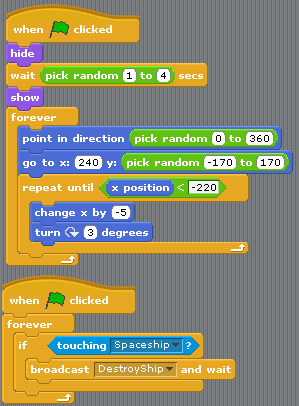 when clicked
hide
wait pick random 1 to 4 secs
show
forever
point in direction pick random 0 to 360
go to x: 240 y: pick random -170 to 170
repeat until x position < -220
change x by -5
turn 3 degrees
when clicked
forever
if touching Spaceship ?
broadcast DestroyShip and wait